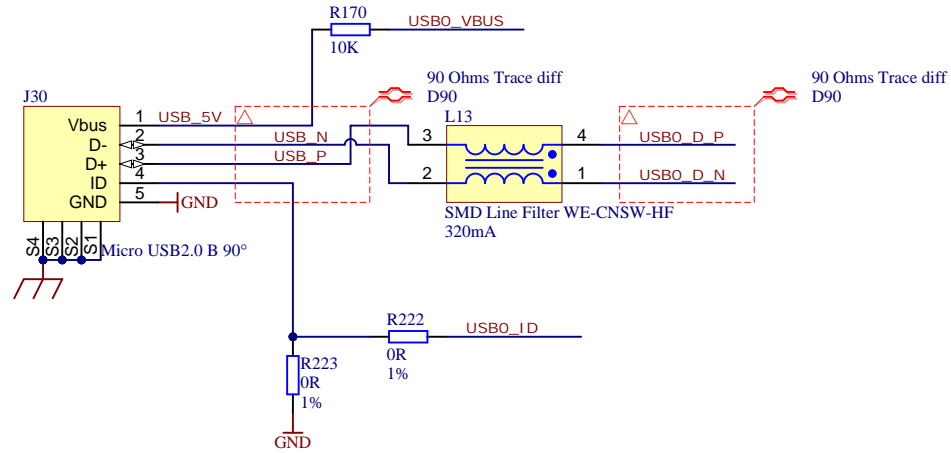 R170
10K
USB0_VBUS
90 Ohms Trace diff
D90
90 Ohms Trace diff
D90
J30
Vbus
D-
D+
ID
GND
1
2
3
4
5
USB_5V
USB_N
USB_P
GND
S4
S3
S2
S1
Micro USB2.0 B 90°
L13
3
2
4
1
USB0_D_P
USB0_D_N
SMD Line Filter WE-CNSW-HF
320mA
R222
0R
1%
USB0_ID
R223
0R
1%
GND